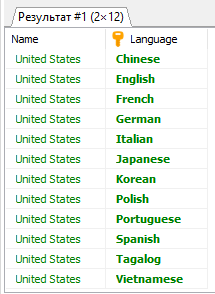 Результат #1 (2×12)
Name Language
United States Chinese
United States English
United States French
United States German
United States Italian
United States Japanese
United States Korean
United States Polish
United States Portuguese
United States Spanish
United States Tagalog
United States Vietnamese